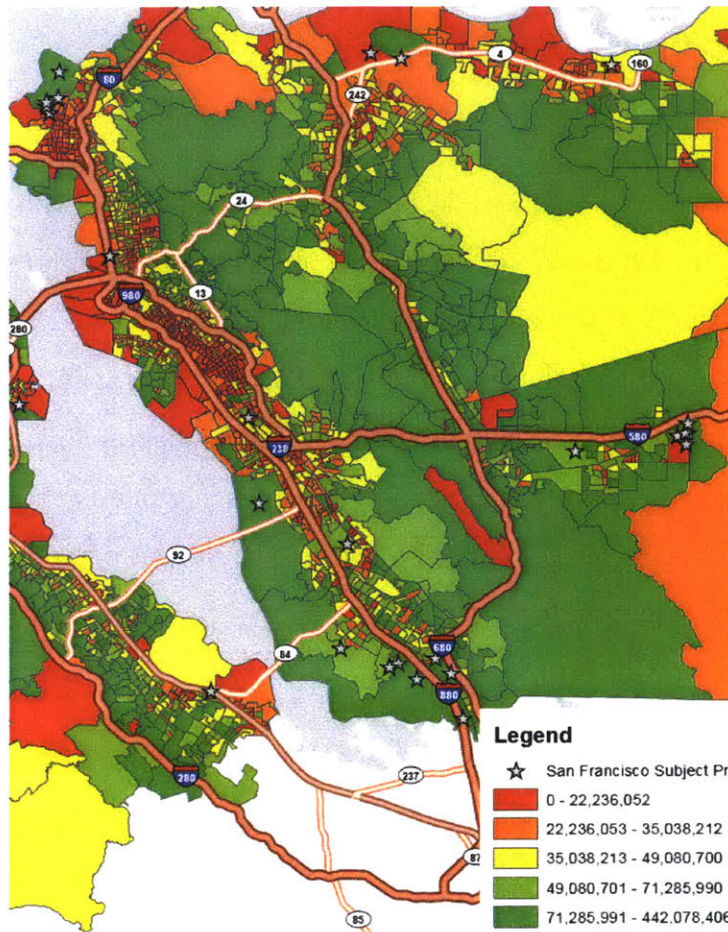 80
4
160
242
24
13
980
280
238
580
92
84
680
880
280
237
87
85
Legend
San Francisco Subject Pr
0 - 22,236,052
22,236,053 - 35,038,212
35,038,213 - 49,080,700
49,080,701 - 71,285,990
71,285,991 - 442,078,406